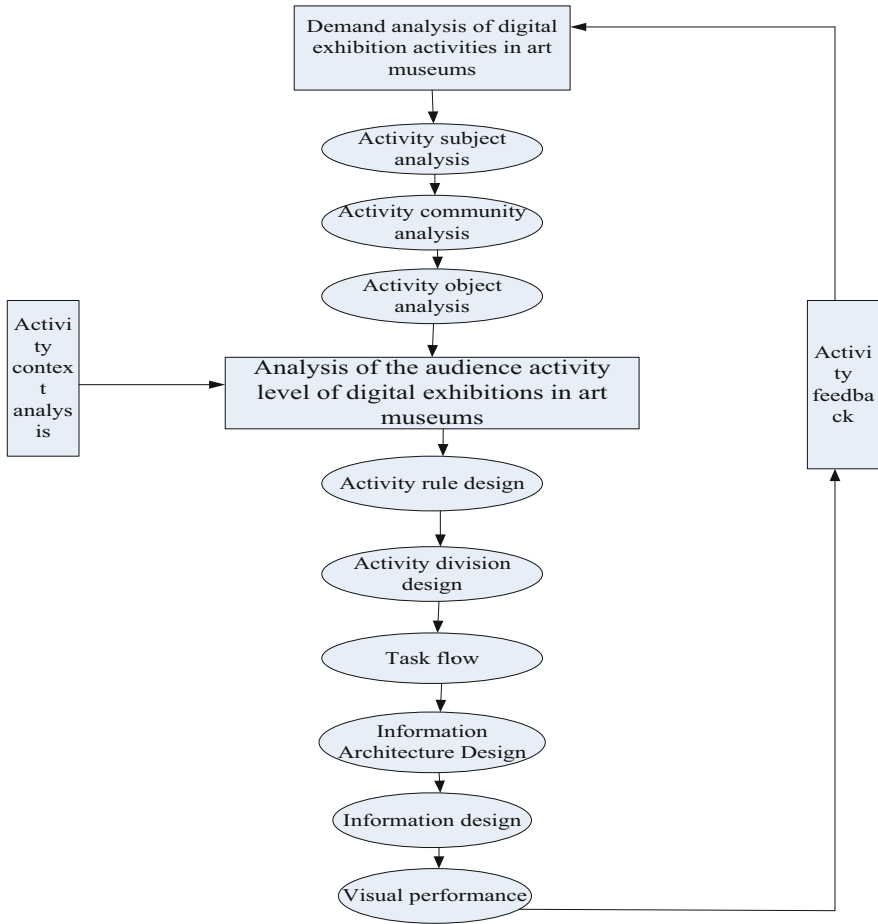 Demand analysis of digital
exhibition activities in art
museums
Activity subject
analysis
Activity community
analysis
Activity object
analysis
Activi
ty
contex
t
analys
is
Analysis of the audience activity
level of digital exhibitions in art
museums
Activi
ty
feedba
ck
Activity rule design
Activity division
design
Task flow
Information
Architecture Design
Information design
Visual performance